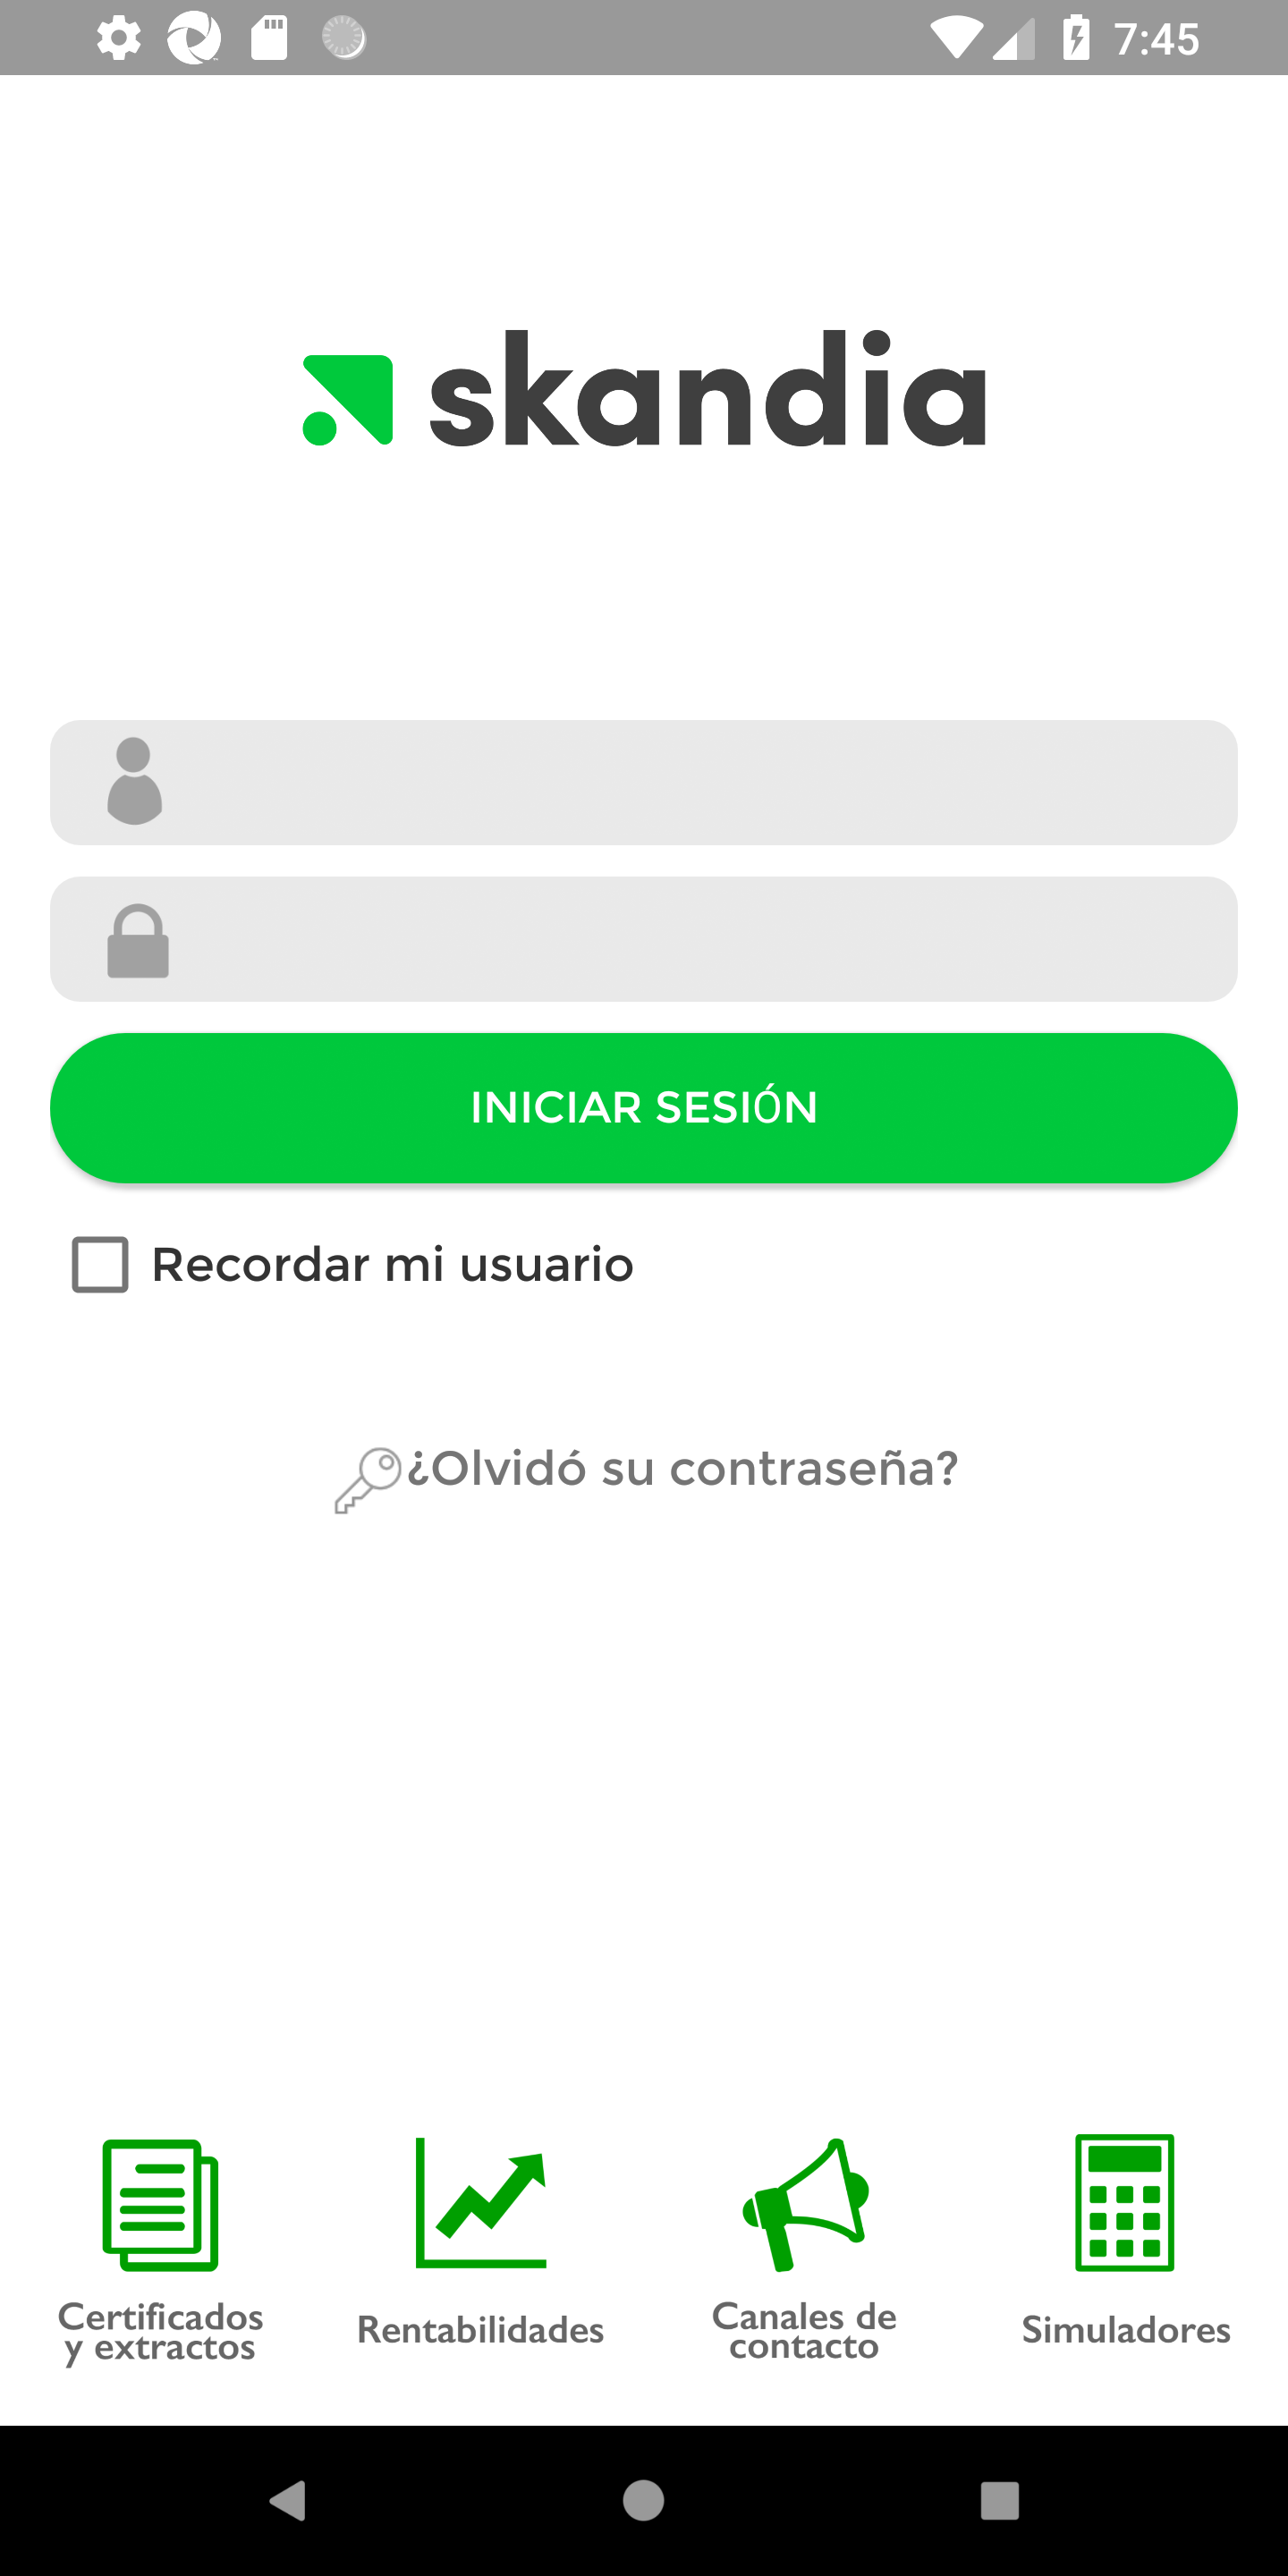 7:45
skandia
INICIAR SESIÓN
Recordar mi usuario
¿Olvidó su contraseña?
Certificados
y extractos
Rentabilidades
Canales de
contacto
Simuladores